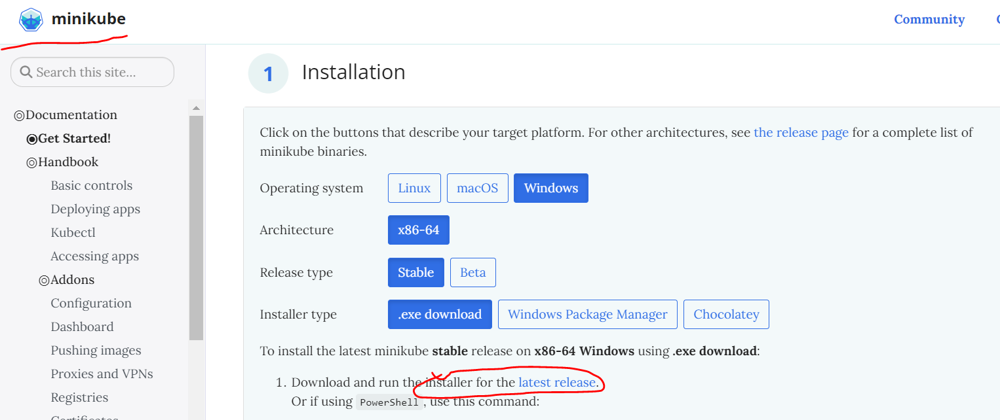 minikube
Community
Search this site...
Documentation
Get Started!
Handbook
Basic controls
Deploying apps
Kubectl
Accessing apps
Addons
Configuration
Dashboard
Pushing images
Proxies and VPNs
Registries
Certificates
1 Installation
Click on the buttons that describe your target platform. For other architectures, see the release page for a complete list of
minikube binaries.
Operating system Linux macOS Windows
Architecture x86-64
Release type Stable Beta
Installer type .exe download Windows Package Manager Chocolatey
To install the latest minikube stable release on x86-64 Windows using .exe download:
1. Download and run the installer for the latest release.
Or if using PowerShell, use this command: